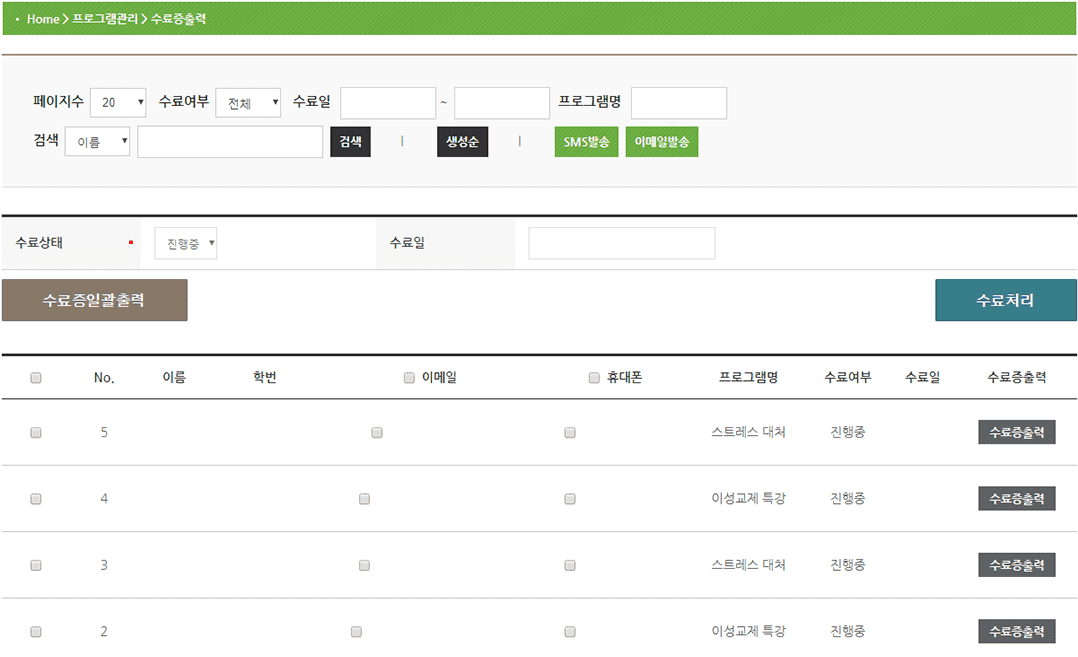 · Home > 프로그램관리 > 수료증출력
페이지수 20 수료여부 전체 수료일 ~ 프로그램명
검색 이름 검색 | 생성순 | SMS발송 이메일발송
수료상태 진행중 수료일
수료증일괄출력 수료처리
No. 이름 학번 이메일 휴대폰 프로그램명 수료여부 수료일 수료증출력
5 스트레스 대처 진행중 수료증출력
4 이성교제 특강 진행중 수료증출력
3 스트레스 대처 진행중 수료증출력
2 이성교제 특강 진행중 수료증출력